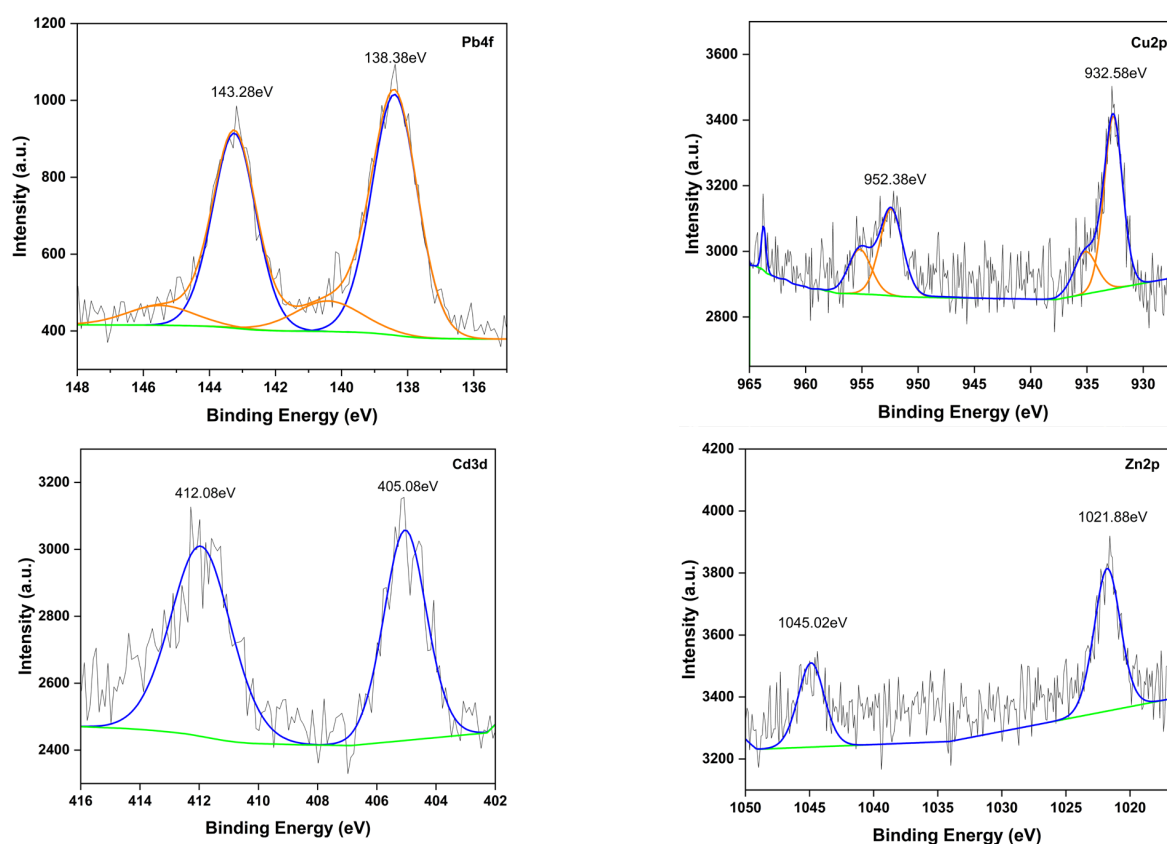 Pb4f
143.28eV
138.38eV
1200
1000
800
600
400
Intensity (a.u.)
148 146 144 142 140 138 136
Binding Energy (eV)
Cu2p
932.58eV
952.38eV
3600
3400
3200
3000
2800
Intensity (a.u.)
965 960 955 950 945 940 935 930
Binding Energy (eV)
Cd3d
412.08eV
405.08eV
3200
3000
2800
2600
2400
Intensity (a.u.)
416 414 412 410 408 406 404 402
Binding Energy (eV)
Zn2p
1021.88eV
1045.02eV
4200
4000
3800
3600
3400
3200
Intensity (a.u.)
1050 1045 1040 1035 1030 1025 1020
Binding Energy (eV)